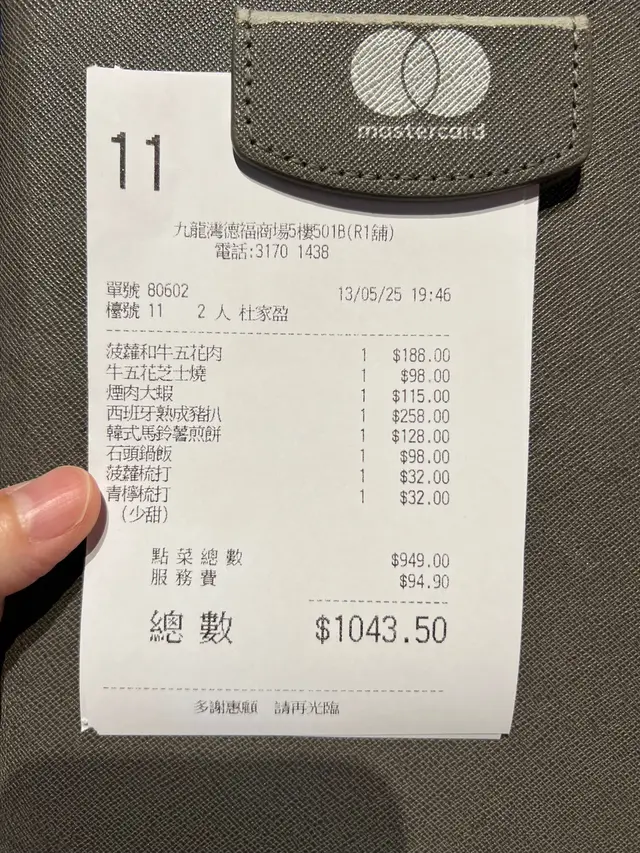 mastercard
11
九龍灣德福商場5樓501B(R1舖)
電話:3170 1438
單號 80602 13/05/25 19:46
檯號 11 2 人 杜家盈
菠蘿和牛五花肉 1 $188.00
牛五花芝士燒 1 $98.00
煙肉大蝦 1 $115.00
西班牙熟成豬扒 1 $258.00
韓式馬鈴薯煎餅 1 $128.00
石頭鍋飯 1 $98.00
菠蘿梳打 1 $32.00
青檸梳打 1 $32.00
(少甜)
點菜總數 $949.00
服務費 $94.90
總數 $1043.50
多謝惠顧 請再光臨